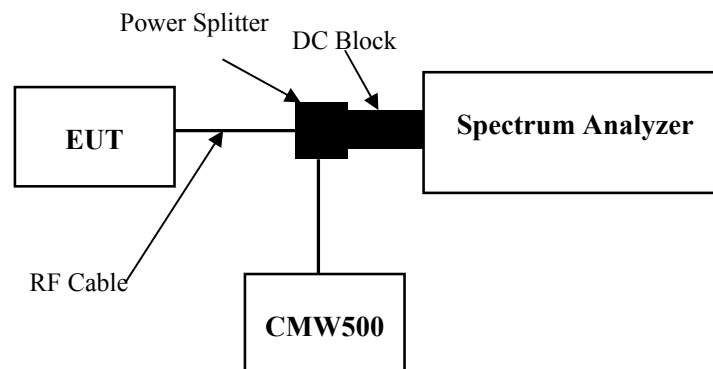 Power Splitter
DC Block
EUT
Spectrum Analyzer
RF Cable
CMW500